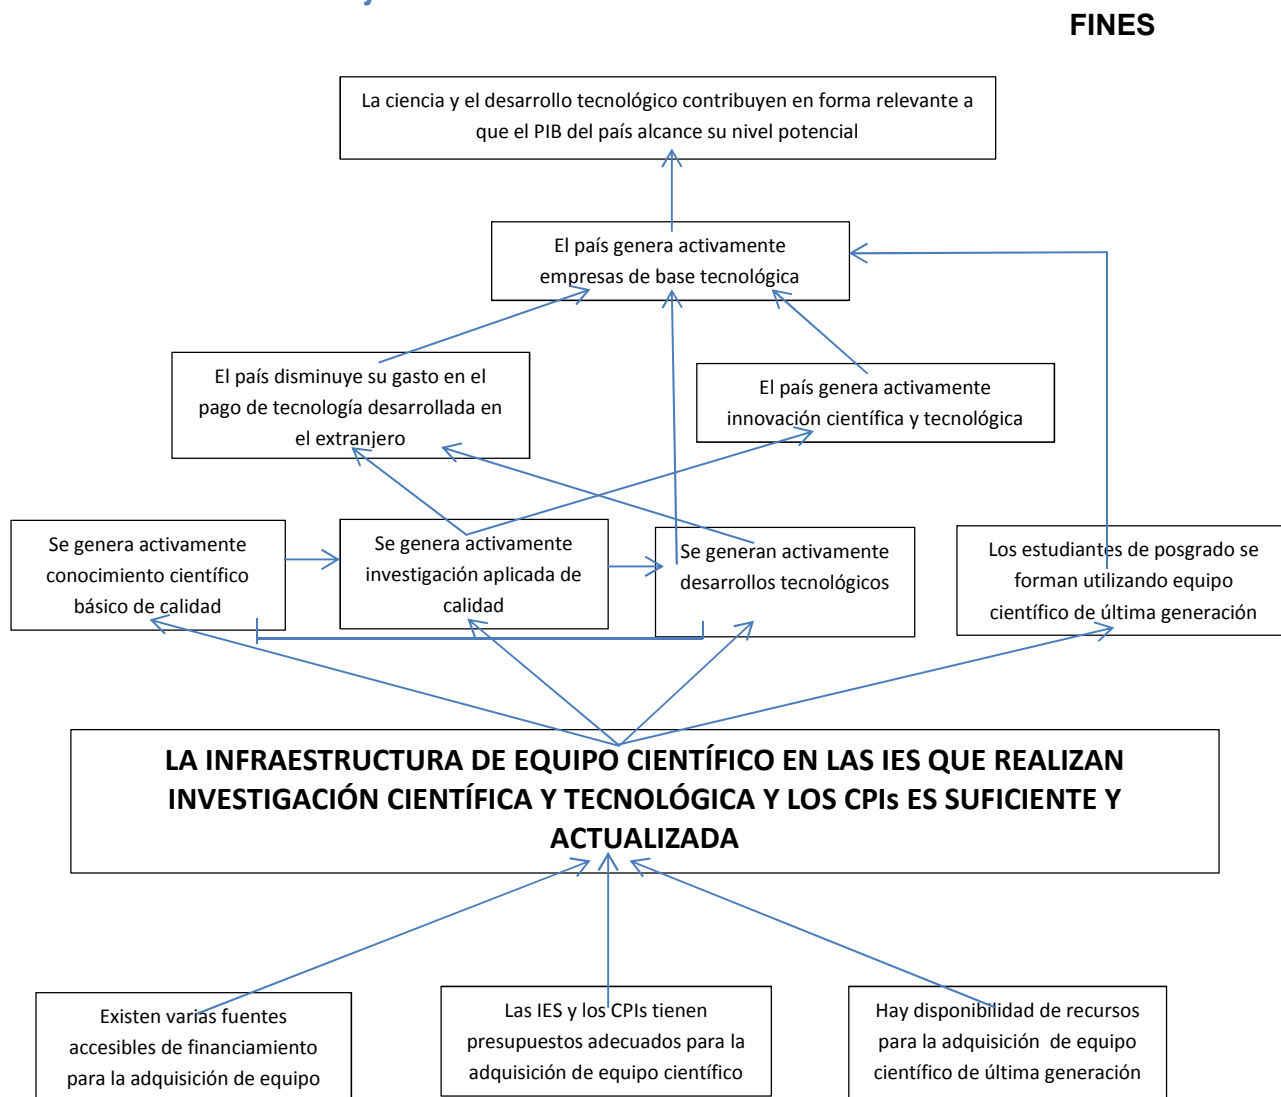 FINES
La ciencia y el desarrollo tecnológico contribuyen en forma relevante a
que el PIB del país alcance su nivel potencial
El país genera activamente
empresas de base tecnológica
El país disminuye su gasto en el
pago de tecnología desarrollada en
el extranjero
El país genera activamente
innovación científica y tecnológica
Se genera activamente
conocimiento científico
básico de calidad
Se genera activamente
investigación aplicada de
calidad
Se generan activamente
desarrollos tecnológicos
Los estudiantes de posgrado se
forman utilizando equipo
científico de última generación
LA INFRAESTRUCTURA DE EQUIPO CIENTÍFICO EN LAS IES QUE REALIZAN
INVESTIGACIÓN CIENTÍFICA Y TECNOLÓGICA Y LOS CPIs ES SUFICIENTE Y
ACTUALIZADA
Existen varias fuentes
accesibles de financiamiento
para la adquisición de equipo
Las IES y los CPIs tienen
presupuestos adecuados para la
adquisición de equipo científico
Hay disponibilidad de recursos
para la adquisición  de equipo
científico de última generación